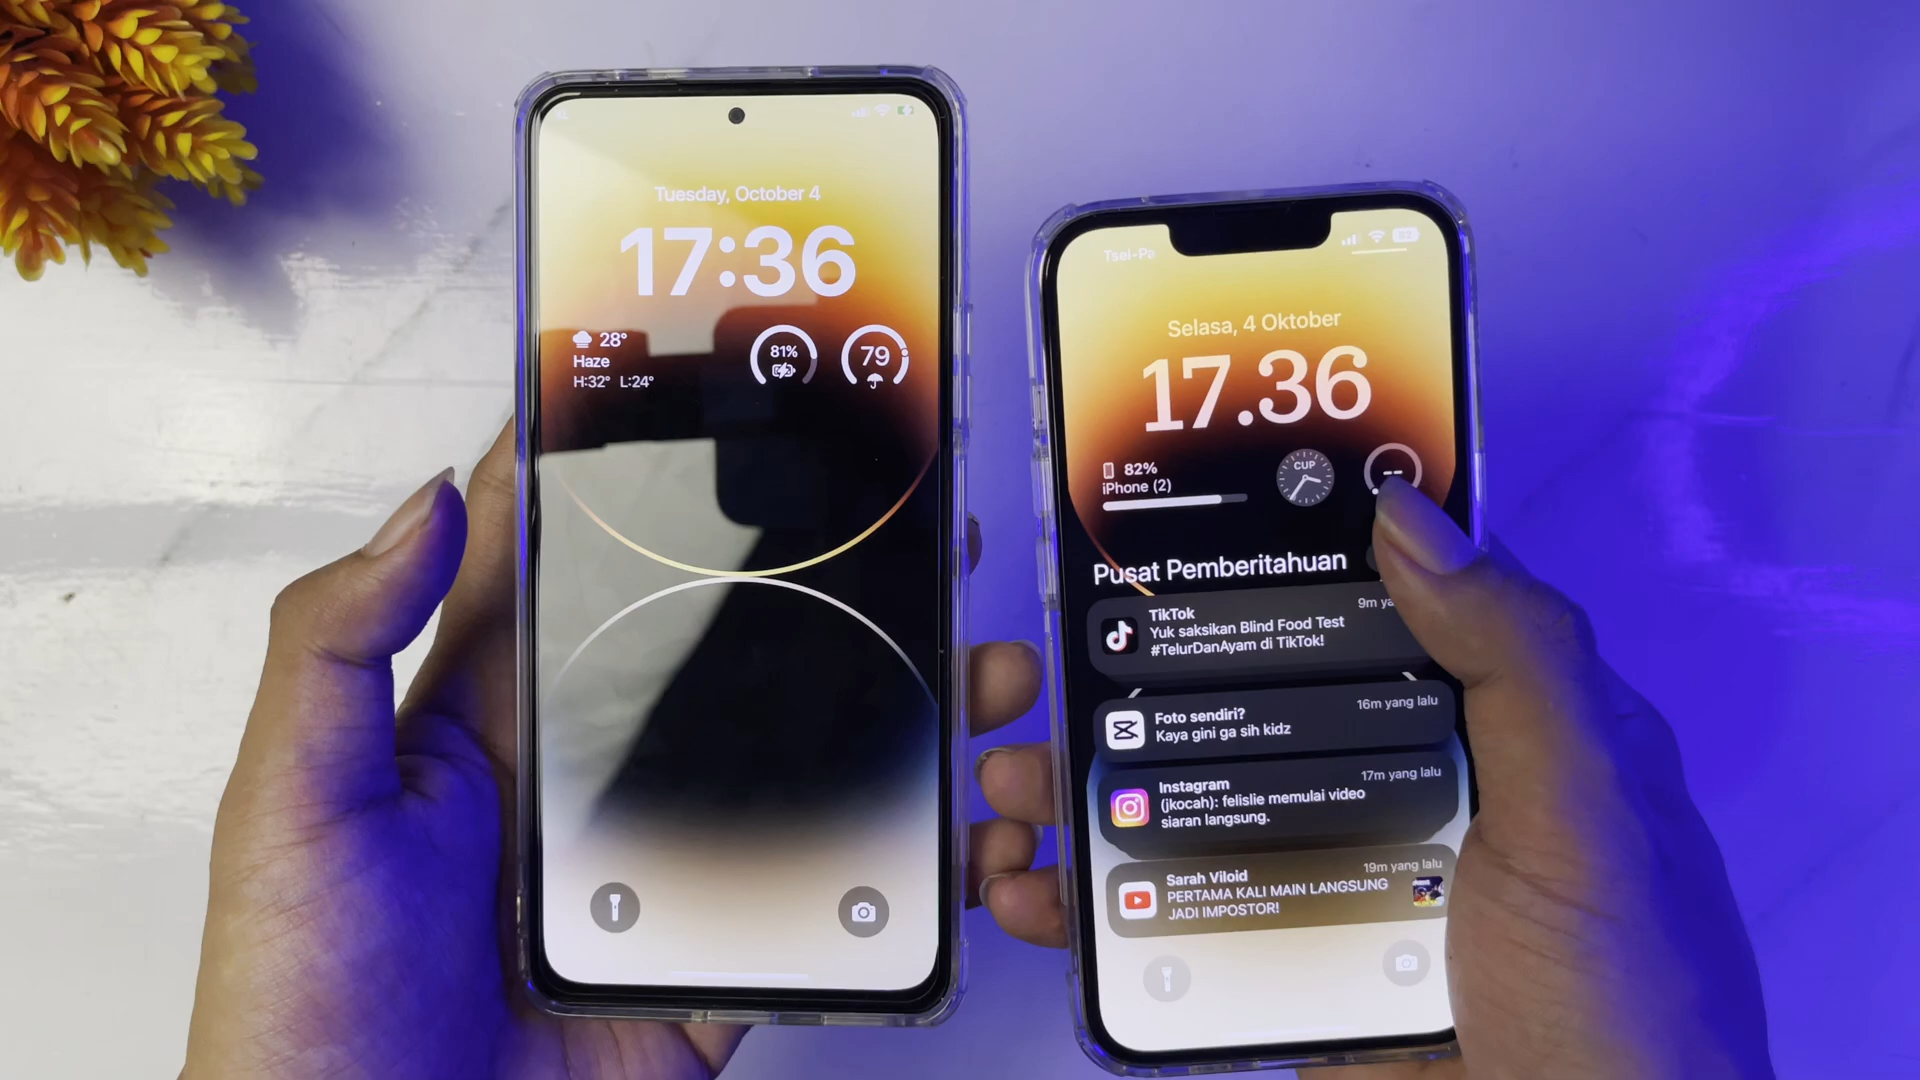 Tuesday, October 4
17:36
28°
Haze
H:32° L:24°
81%
79
Tsel-Pa
82
Selasa, 4 Oktober
17.36
82%
iPhone (2)
CUP
--
Pusat Pemberitahuan
TikTok
9m
Yuk saksikan Blind Food Test
#TelurDanAyam di TikTok!
Foto sendiri?
16m yang lalu
Kaya gini ga sih kidz
Instagram
17m yang lalu
(jkocah): felislie memulai video
siaran langsung.
Sarah Viloid
19m yang lalu
PERTAMA KALI MAIN LANGSUNG
JADI IMPOSTOR!